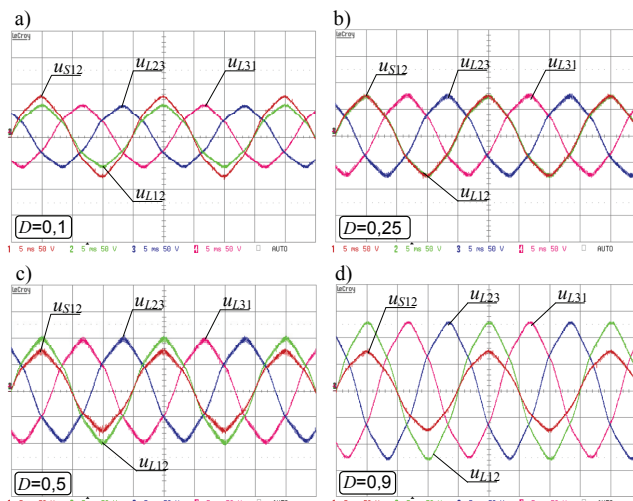 a)
LeCroy
uS12
uL23
uL31
uL12
D=0,1
1 5 ms 50 V 2 5 ms 50 V 3 5 ms 50 V 4 5 ms 50 V AUTO
b)
LeCroy
uS12
uL23
uL31
uL12
D=0,25
1 5 ms 50 V 2 5 ms 50 V 3 5 ms 50 V 4 5 ms 50 V AUTO
c)
LeCroy
uS12
uL23
uL31
uL12
D=0,5
d)
LeCroy
uS12
uL23
uL31
uL12
D=0,9